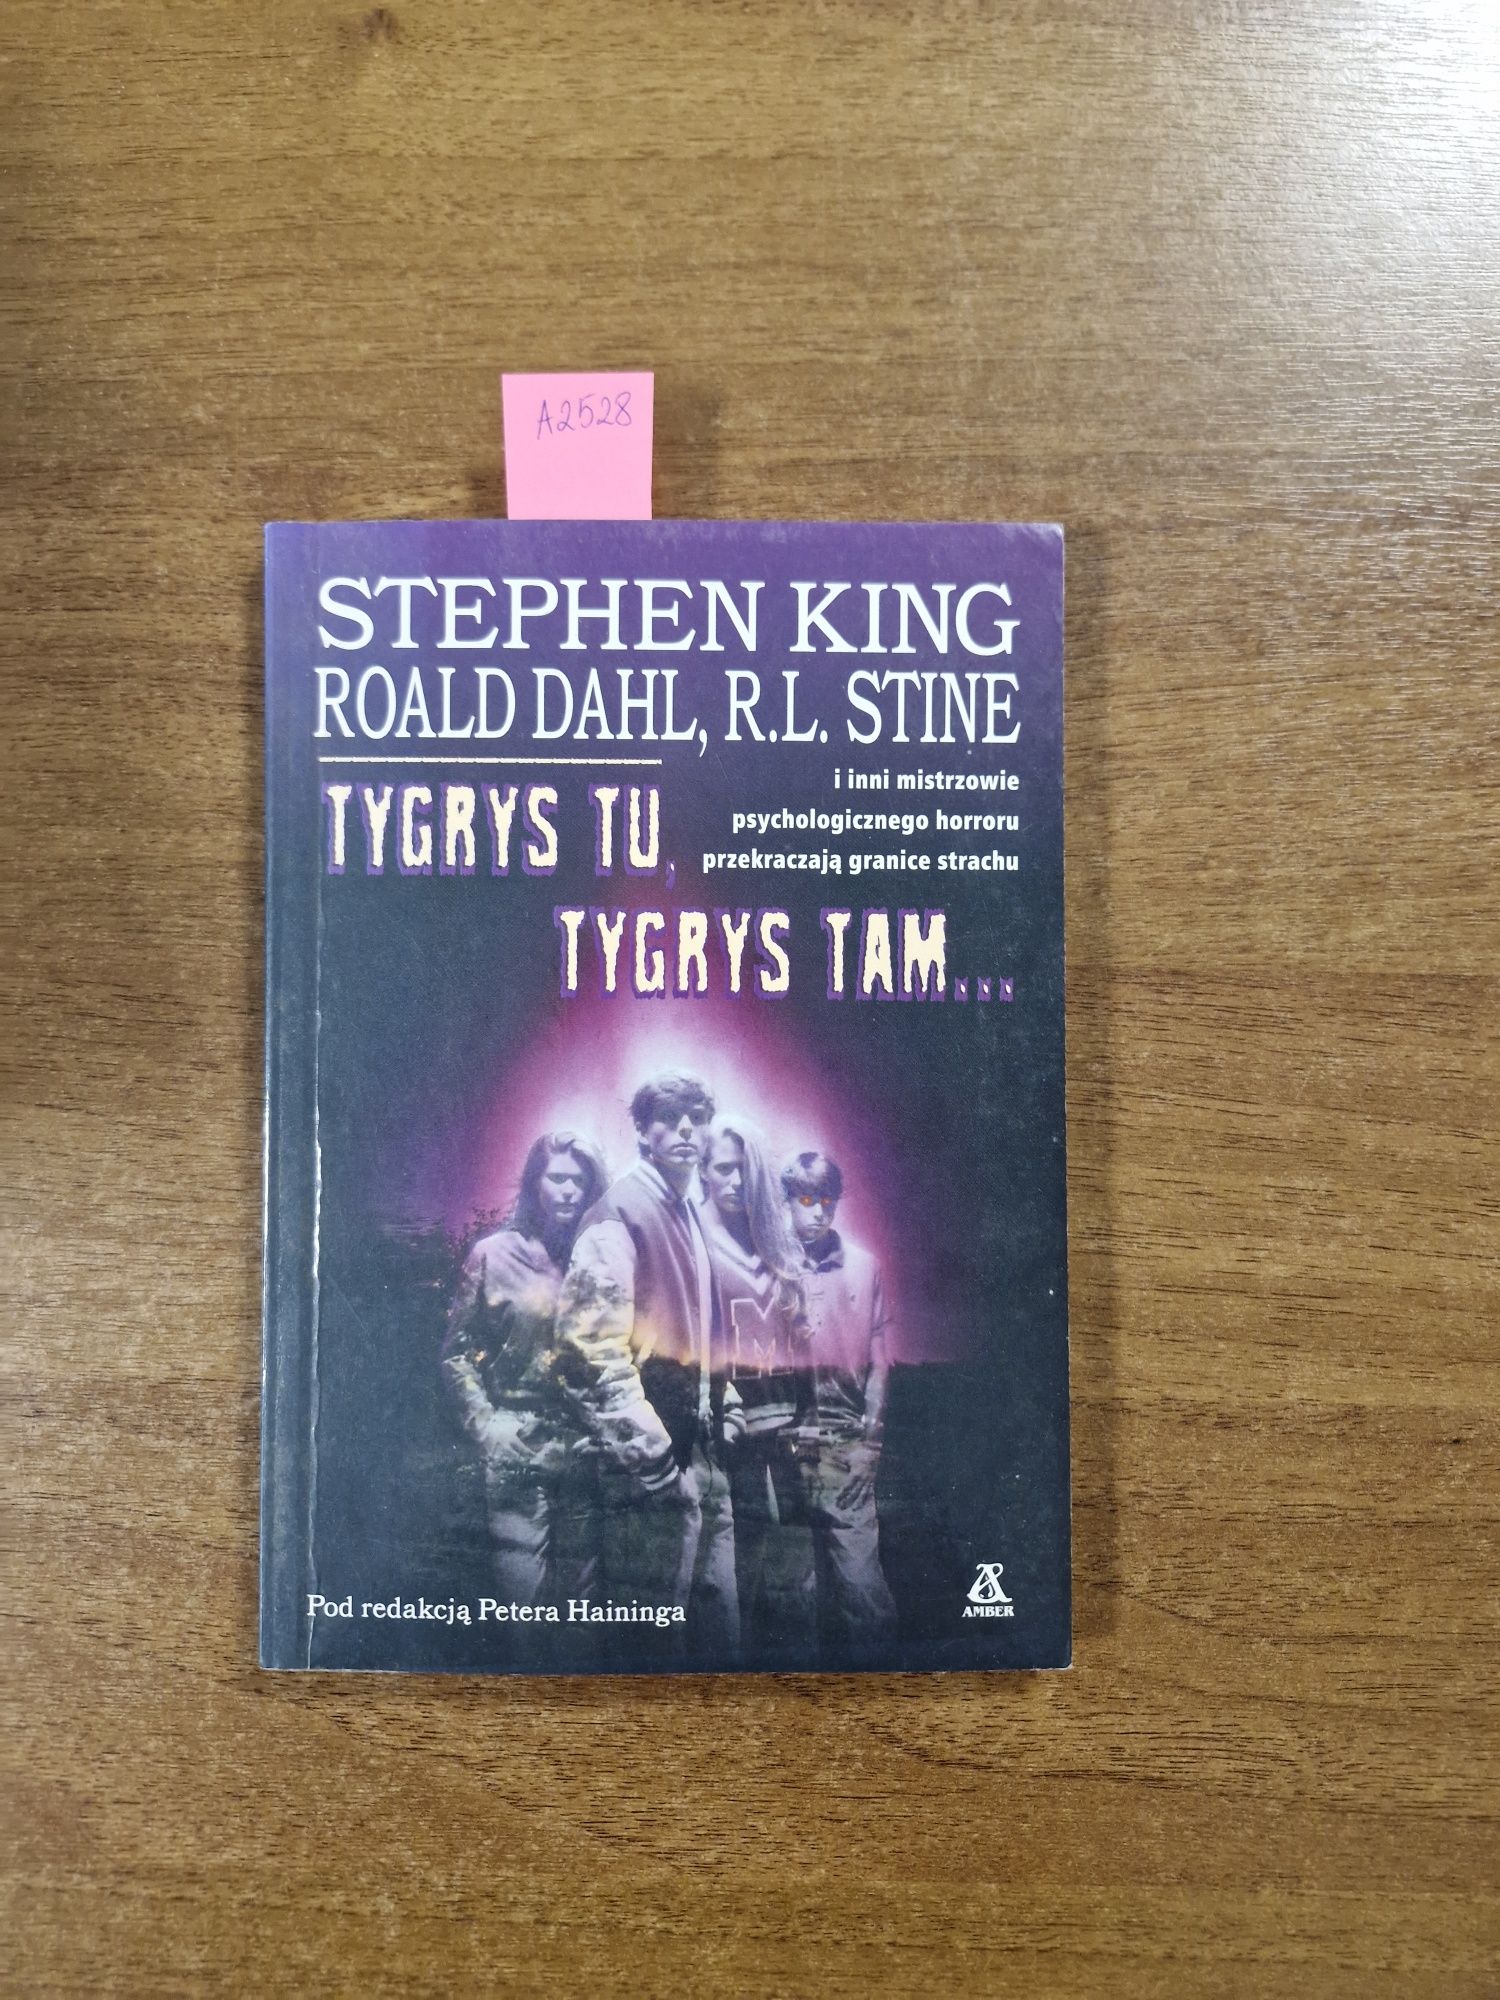 A2528
STEPHEN KING
ROALD DAHL, R.L. STINE
i inni mistrzowie
psychologicznego horroru
przekraczają granice strachu
TYGRYS TU,
TYGRYS TAM...
M
M
Pod redakcją Petera Haininga
AMBER